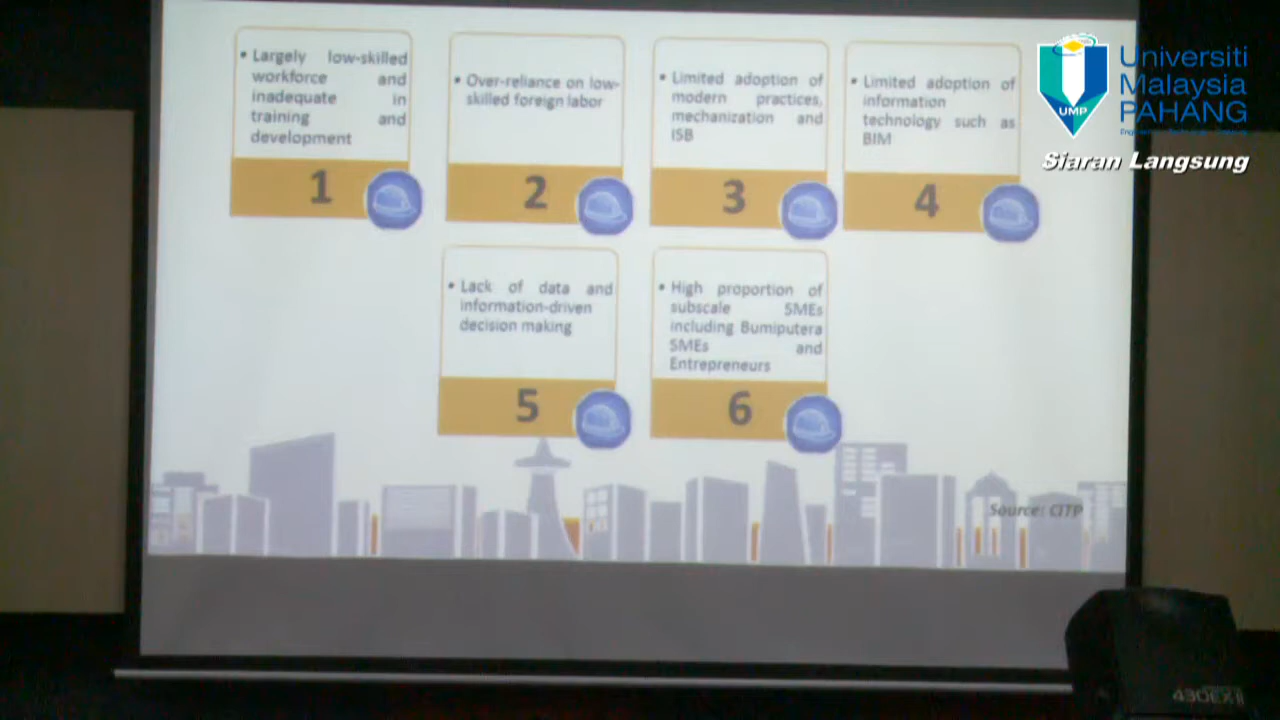 • Largely low-skilled
workforce and
inadequate in
training and
development
1
• Over-reliance on low-
skilled foreign labor
2
• Limited adoption of
modern practices,
mechanization and
ISB
3
• Limited adoption of
information
technology such as
BIM
4
• Lack of data and
information-driven
decision making
5
• High proportion of
subscale SMEs
including Bumiputera
SMEs and
Entrepreneurs
6
Source: CITP
UMP
Universiti
Malaysia
PAHANG
Siaran Langsung
430EX II